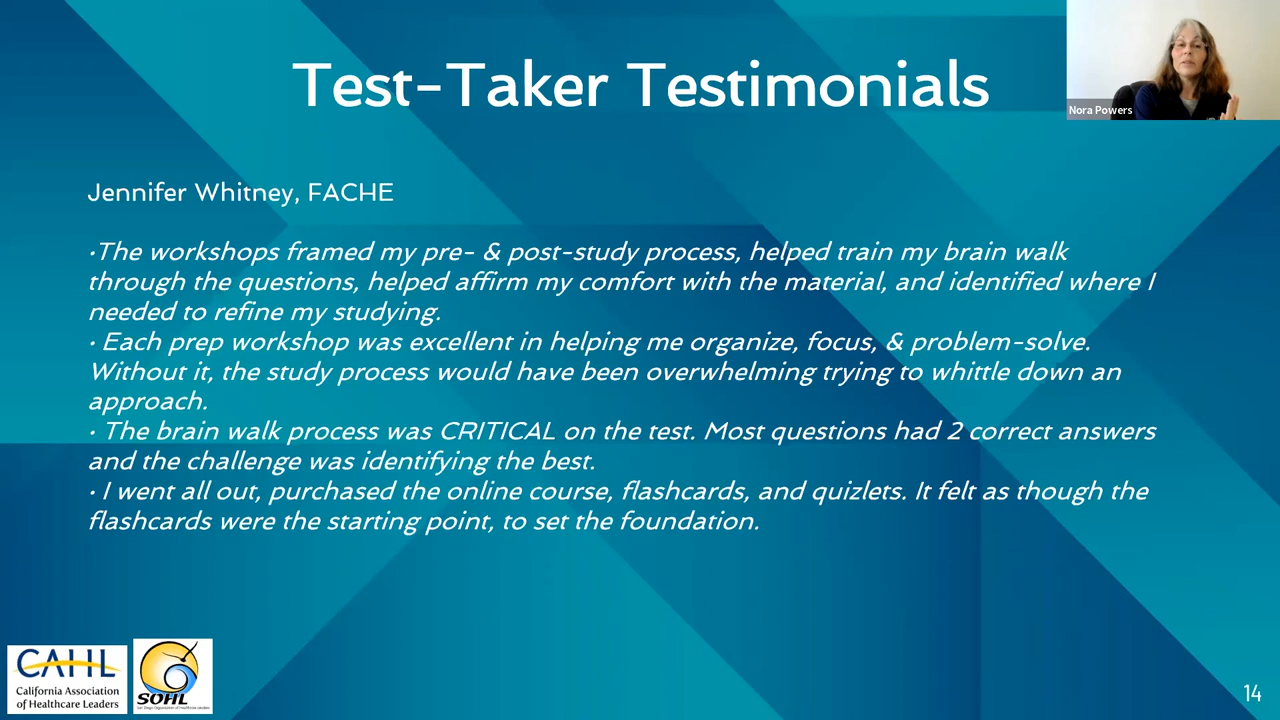 Test-Taker Testimonials
Nora Powers
Jennifer Whitney, FACHE
•The workshops framed my pre- & post-study process, helped train my brain walk
through the questions, helped affirm my comfort with the material, and identified where I
needed to refine my studying.
• Each prep workshop was excellent in helping me organize, focus, & problem-solve.
Without it, the study process would have been overwhelming trying to whittle down an
approach.
• The brain walk process was CRITICAL on the test. Most questions had 2 correct answers
and the challenge was identifying the best.
• I went all out, purchased the online course, flashcards, and quizlets. It felt as though the
flashcards were the starting point, to set the foundation.
CAHL
California Association
of Healthcare Leaders
SOHL
San Diego Organization of Healthcare Leaders
14